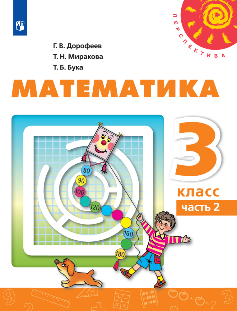 ПЕРСПЕКТИВА
Г. В. Дорофеев
Т. Н. Миракова
Т. Б. Бука
МАТЕМАТИКА
3
класс
часть 2